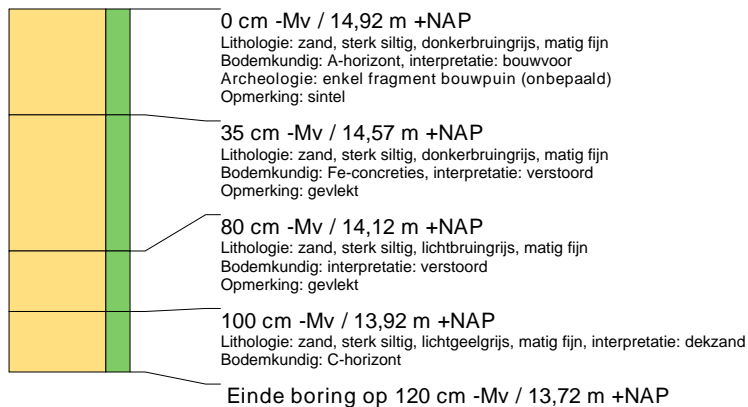 0 cm -Mv / 14,92 m +NAP
Lithologie: zand, sterk siltig, donkerbruingrijs, matig fijn
Bodemkundig: A-horizont, interpretatie: bouwvoor
Archeologie: enkel fragment bouwpuin (onbepaald)
Opmerking: sintel
35 cm -Mv / 14,57 m +NAP
Lithologie: zand, sterk siltig, donkerbruingrijs, matig fijn
Bodemkundig: Fe-concreties, interpretatie: verstoord
Opmerking: gevlekt
80 cm -Mv / 14,12 m +NAP
Lithologie: zand, sterk siltig, lichtbruingrijs, matig fijn
Bodemkundig: interpretatie: verstoord
Opmerking: gevlekt
100 cm -Mv / 13,92 m +NAP
Lithologie: zand, sterk siltig, lichtgeelgrijs, matig fijn, interpretatie: dekzand
Bodemkundig: C-horizont
Einde boring op 120 cm -Mv / 13,72 m +NAP